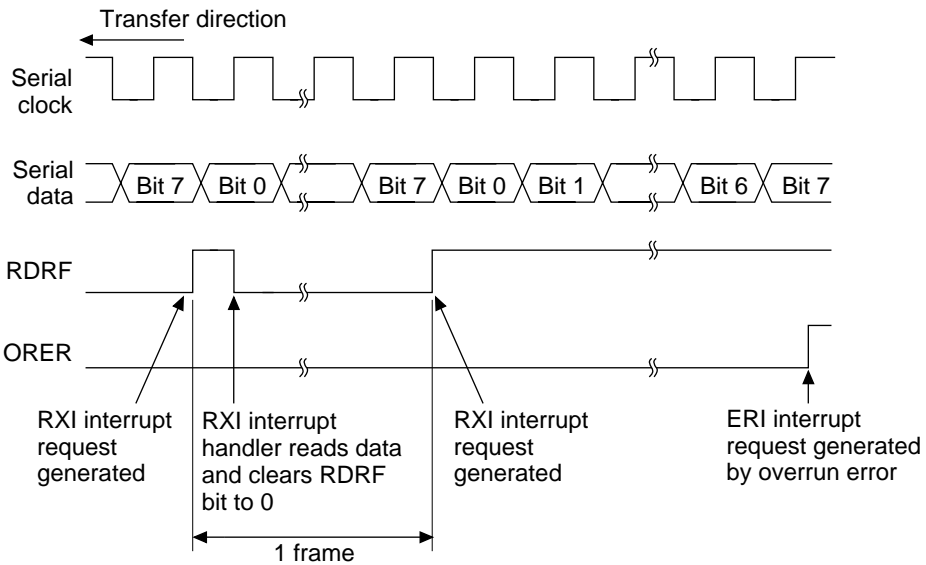 Transfer direction
Serial
clock
Serial
data
Bit 7 Bit 0 Bit 7 Bit 0 Bit 1 Bit 6 Bit 7
RDRF
ORER
RXI interrupt
request
generated
RXI interrupt
handler reads data
and clears RDRF
bit to 0
RXI interrupt
request
generated
ERI interrupt
request generated
by overrun error
1 frame